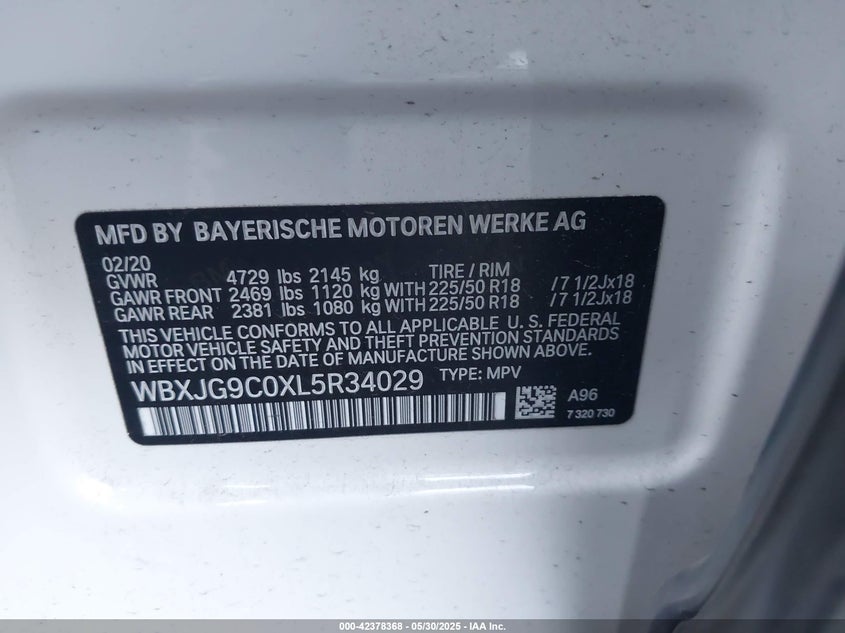 MFD BY BAYERISCHE MOTOREN WERKE AG
02/20
GVWR 4729 lbs 2145 kg TIRE / RIM
GAWR FRONT 2469 lbs 1120 kg WITH 225/50 R18 /7 1/2Jx18
GAWR REAR 2381 lbs 1080 kg WITH 225/50 R18 /7 1/2Jx18
THIS VEHICLE CONFORMS TO ALL APPLICABLE U. S. FEDERAL
MOTOR VEHICLE SAFETY AND THEFT PREVENTION STANDARDS
IN EFFECT ON THE DATE OF MANUFACTURE SHOWN ABOVE.
WBXJG9C0XL5R34029 TYPE: MPV
A96
7 320 730
000-42378368 - 05/30/2025 - IAA Inc.